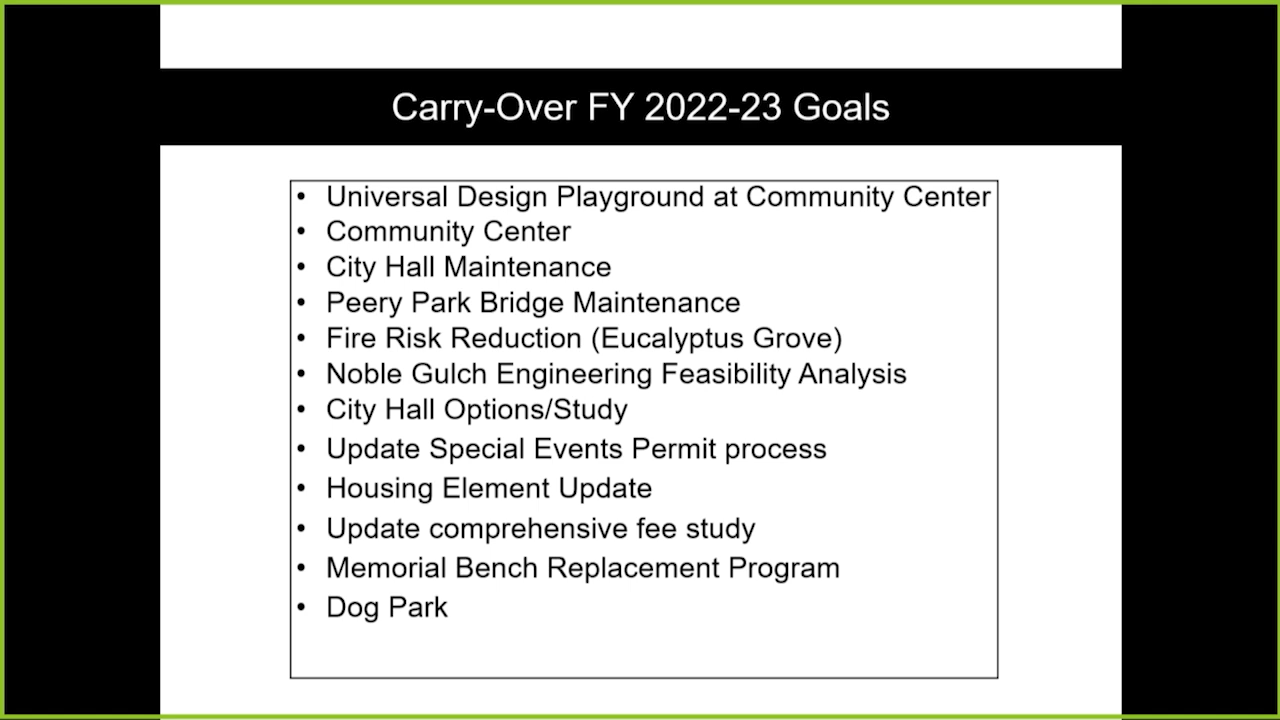 Carry-Over FY 2022-23 Goals
• Universal Design Playground at Community Center
• Community Center
• City Hall Maintenance
• Peery Park Bridge Maintenance
• Fire Risk Reduction (Eucalyptus Grove)
• Noble Gulch Engineering Feasibility Analysis
• City Hall Options/Study
• Update Special Events Permit process
• Housing Element Update
• Update comprehensive fee study
• Memorial Bench Replacement Program
• Dog Park